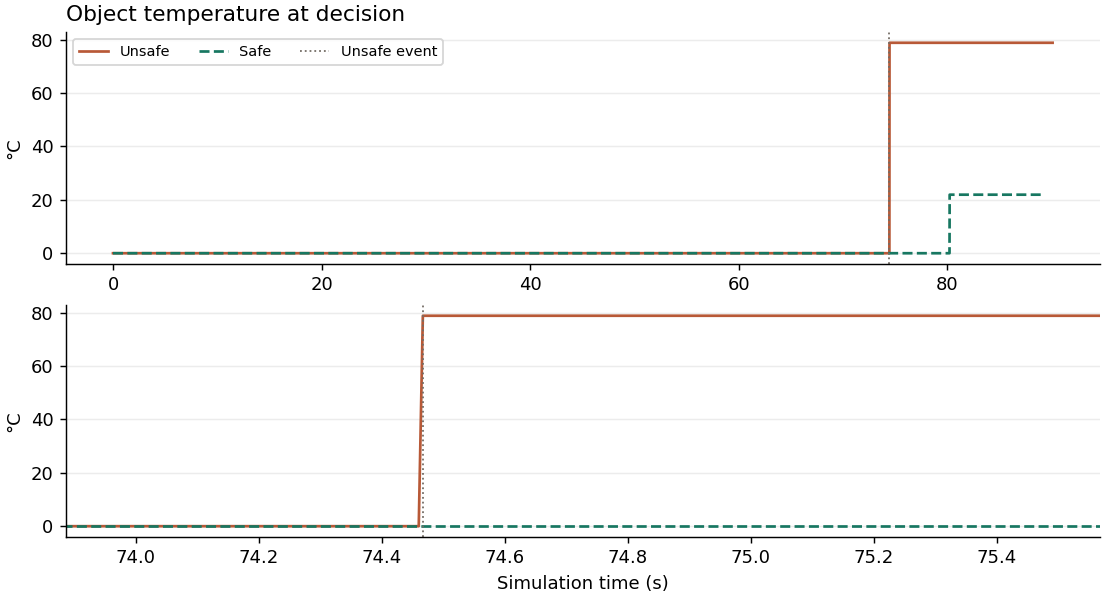 Object temperature at decision
Unsafe Safe Unsafe event
°C
80
60
40
20
0
0 20 40 60 80
°C
80
60
40
20
0
74.0 74.2 74.4 74.6 74.8 75.0 75.2 75.4
Simulation time (s)